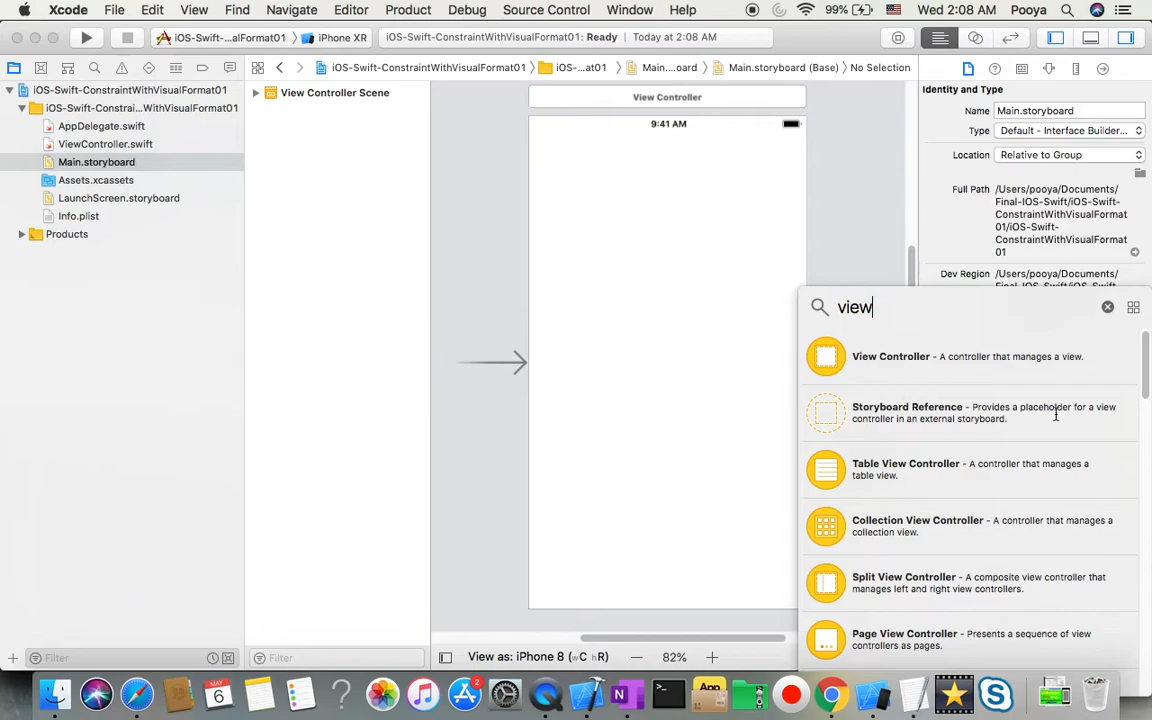 Xcode File Edit View Find Navigate Editor Product Debug Source Control Window Help 99% Wed 2:08 AM Pooya
iOS-Swift-...alFormat01 iPhone XR iOS-Swift-ConstraintWithVisualFormat01: Ready Today at 2:08 AM
iOS-Swift-ConstraintWithVisualFormat01 iOS-...at01 Main....oard Main.storyboard (Base) No Selection
iOS-Swift-ConstraintWithVisualFormat01
iOS-Swift-Constrai...WithVisualFormat01
AppDelegate.swift
ViewController.swift
Main.storyboard
Assets.xcassets
LaunchScreen.storyboard
Info.plist
Products
View Controller Scene
View Controller
9:41 AM
Identity and Type
Name Main.storyboard
Type Default - Interface Builder...
Location Relative to Group
Full Path /Users/pooya/Documents/
Final-IOS-Swift/iOS-Swift-
ConstraintWithVisualFormat
01/iOS-Swift-
ConstraintWithVisualFormat
01
Dev Region /Users/pooya/Documents/
view
View Controller - A controller that manages a view.
Storyboard Reference - Provides a placeholder for a view
controller in an external storyboard.
Table View Controller - A controller that manages a
table view.
Collection View Controller - A controller that manages a
collection view.
Split View Controller - A composite view controller that
manages left and right view controllers.
Page View Controller - Presents a sequence of view
controllers as pages.
Filter
Filter
View as: iPhone 8 (wC hR) — 82% +
MAY
6
2
App